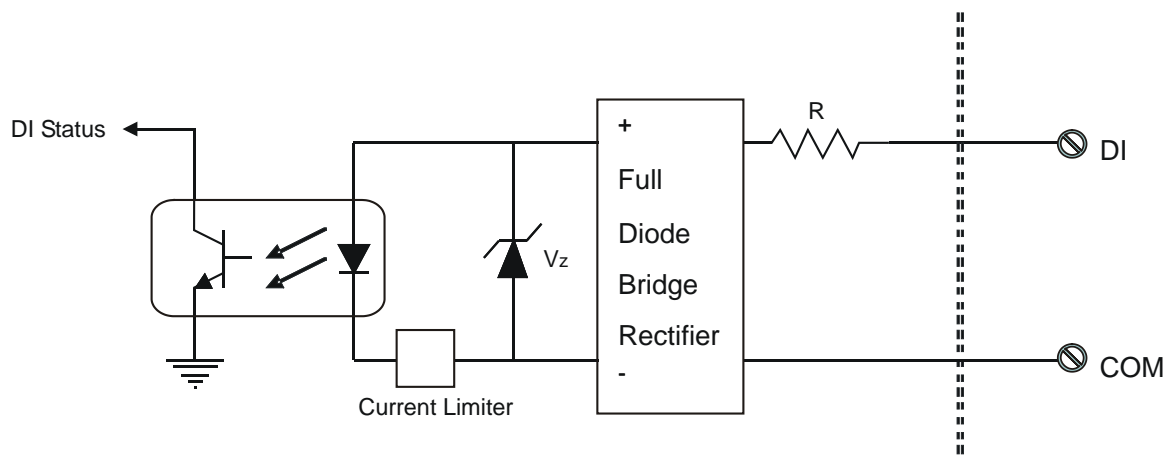 DI Status
+
Full
Diode
Bridge
Rectifier
-
R
DI
Vz
Current Limiter
COM